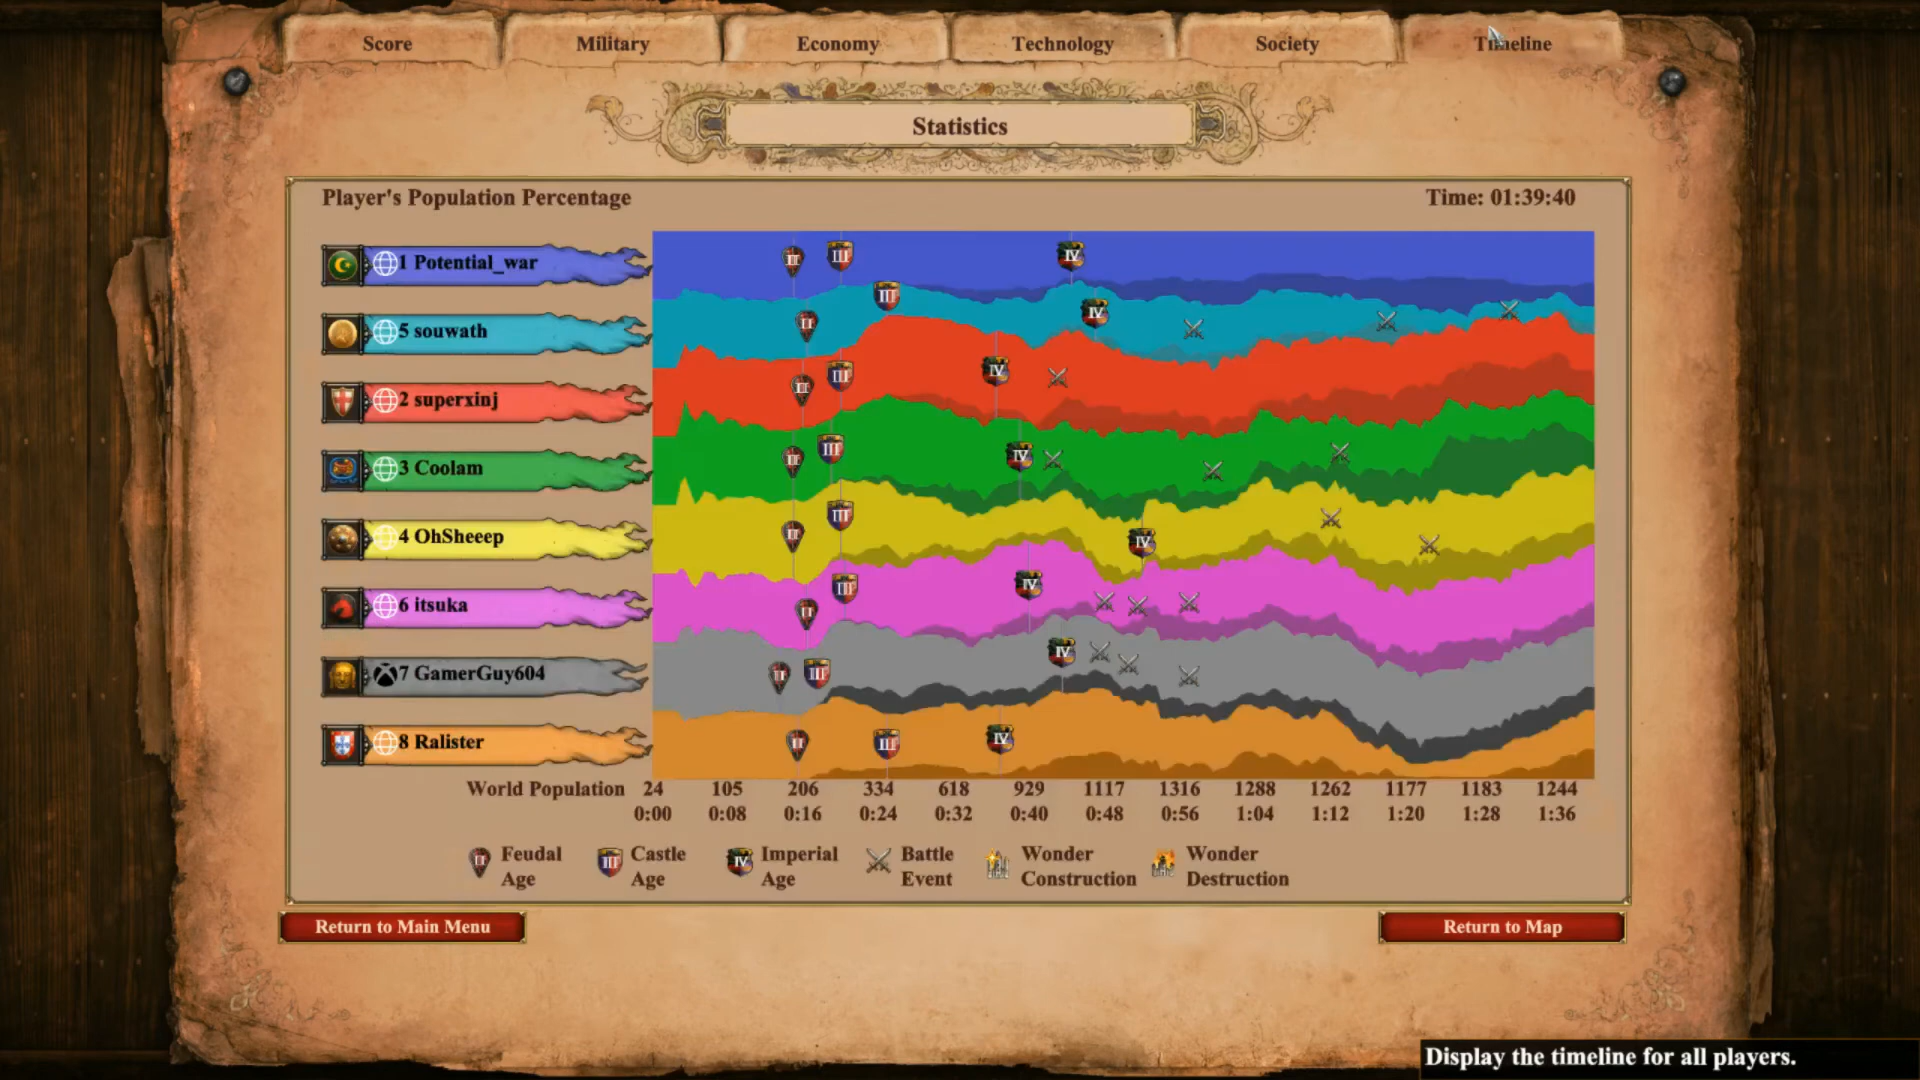 Score Military Economy Technology Society Timeline
Statistics
Player's Population Percentage Time: 01:39:40
1 Potential_war
5 souwath
2 superxinj
3 Coolam
4 OhSheeep
6 itsuka
7 GamerGuy604
8 Ralister
World Population 24 105 206 334 618 929 1117 1316 1288 1262 1177 1183 1244
0:00 0:08 0:16 0:24 0:32 0:40 0:48 0:56 1:04 1:12 1:20 1:28 1:36
Feudal Age
Castle Age
Imperial Age
Battle Event
Wonder Construction
Wonder Destruction
Return to Main Menu Return to Map
Display the timeline for all players.